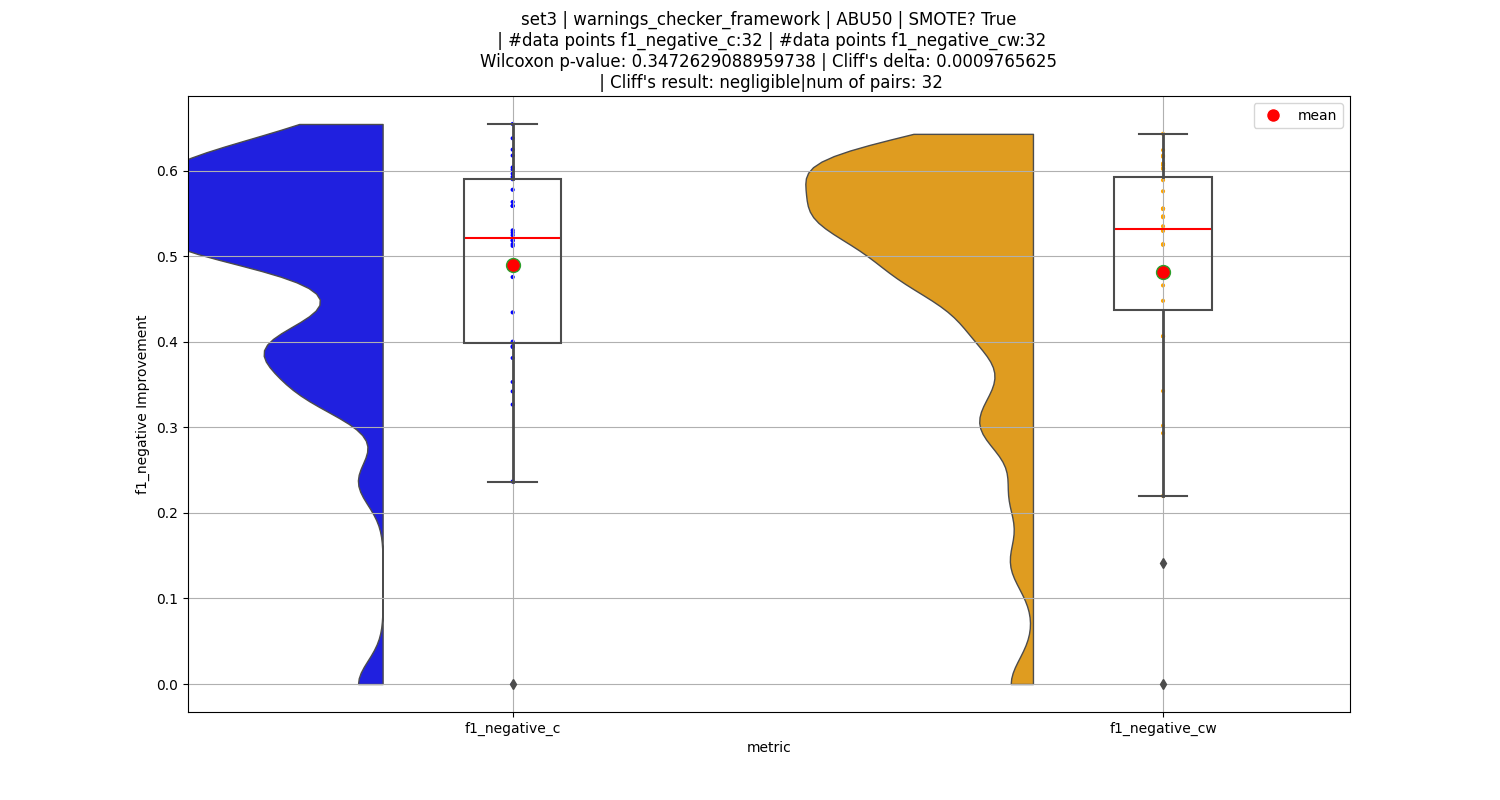 set3 | warnings_checker_framework | ABU50 | SMOTE? True
| #data points f1_negative_c:32 | #data points f1_negative_cw:32
Wilcoxon p-value: 0.3472629088959738 | Cliff's delta: 0.0009765625
| Cliff's result: negligible|num of pairs: 32
mean
0.6
0.5
0.4
0.3
0.2
0.1
0.0
f1_negative Improvement
f1_negative_c
f1_negative_cw
metric